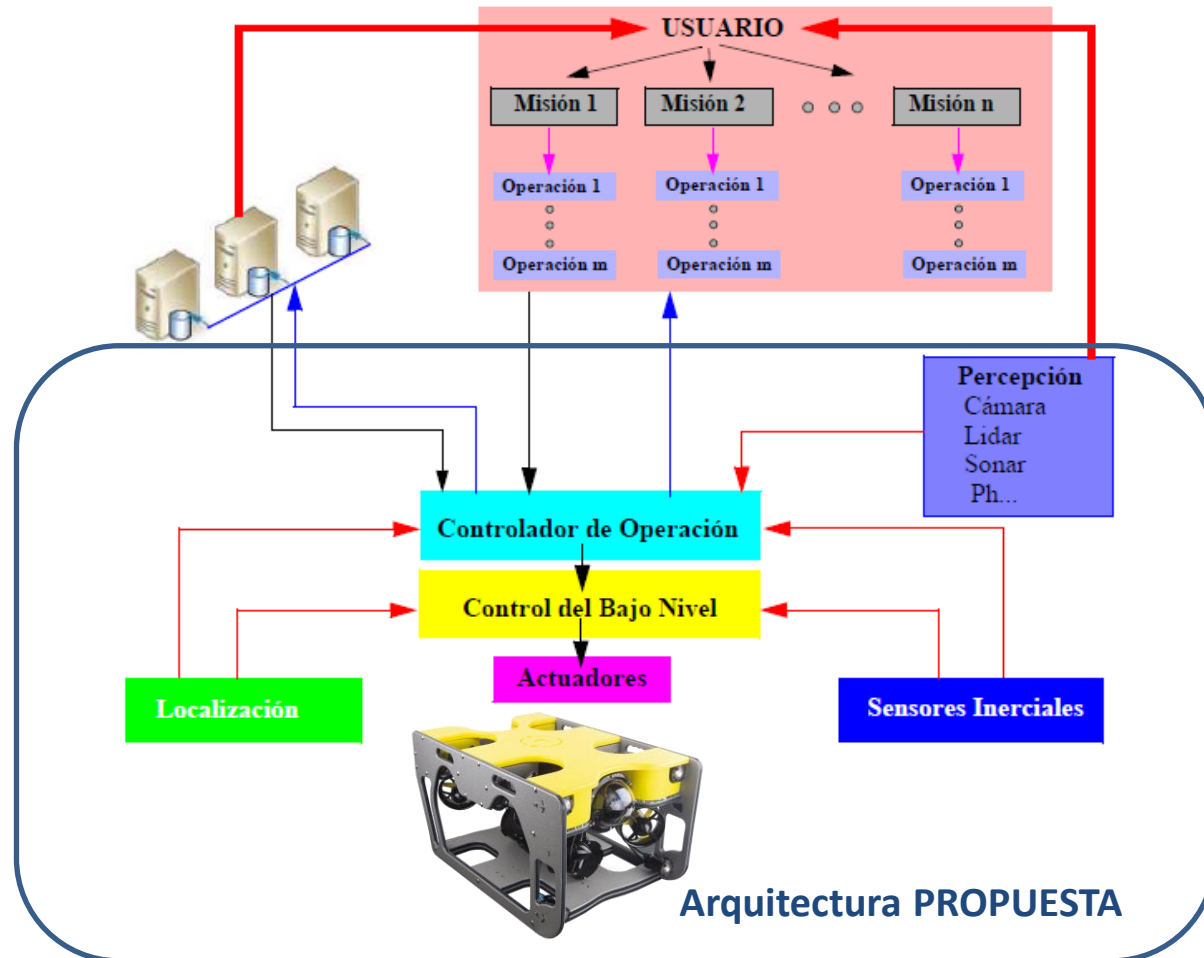 USUARIO
Misión 1
Misión 2
Misión n
Operación 1
Operación 1
Operación 1
Operación m
Operación m
Operación m
Percepción
Cámara
Lidar
Sonar
Ph...
Controlador de Operación
Control del Bajo Nivel
Actuadores
Localización
Sensores Inerciales
Arquitectura PROPUESTA